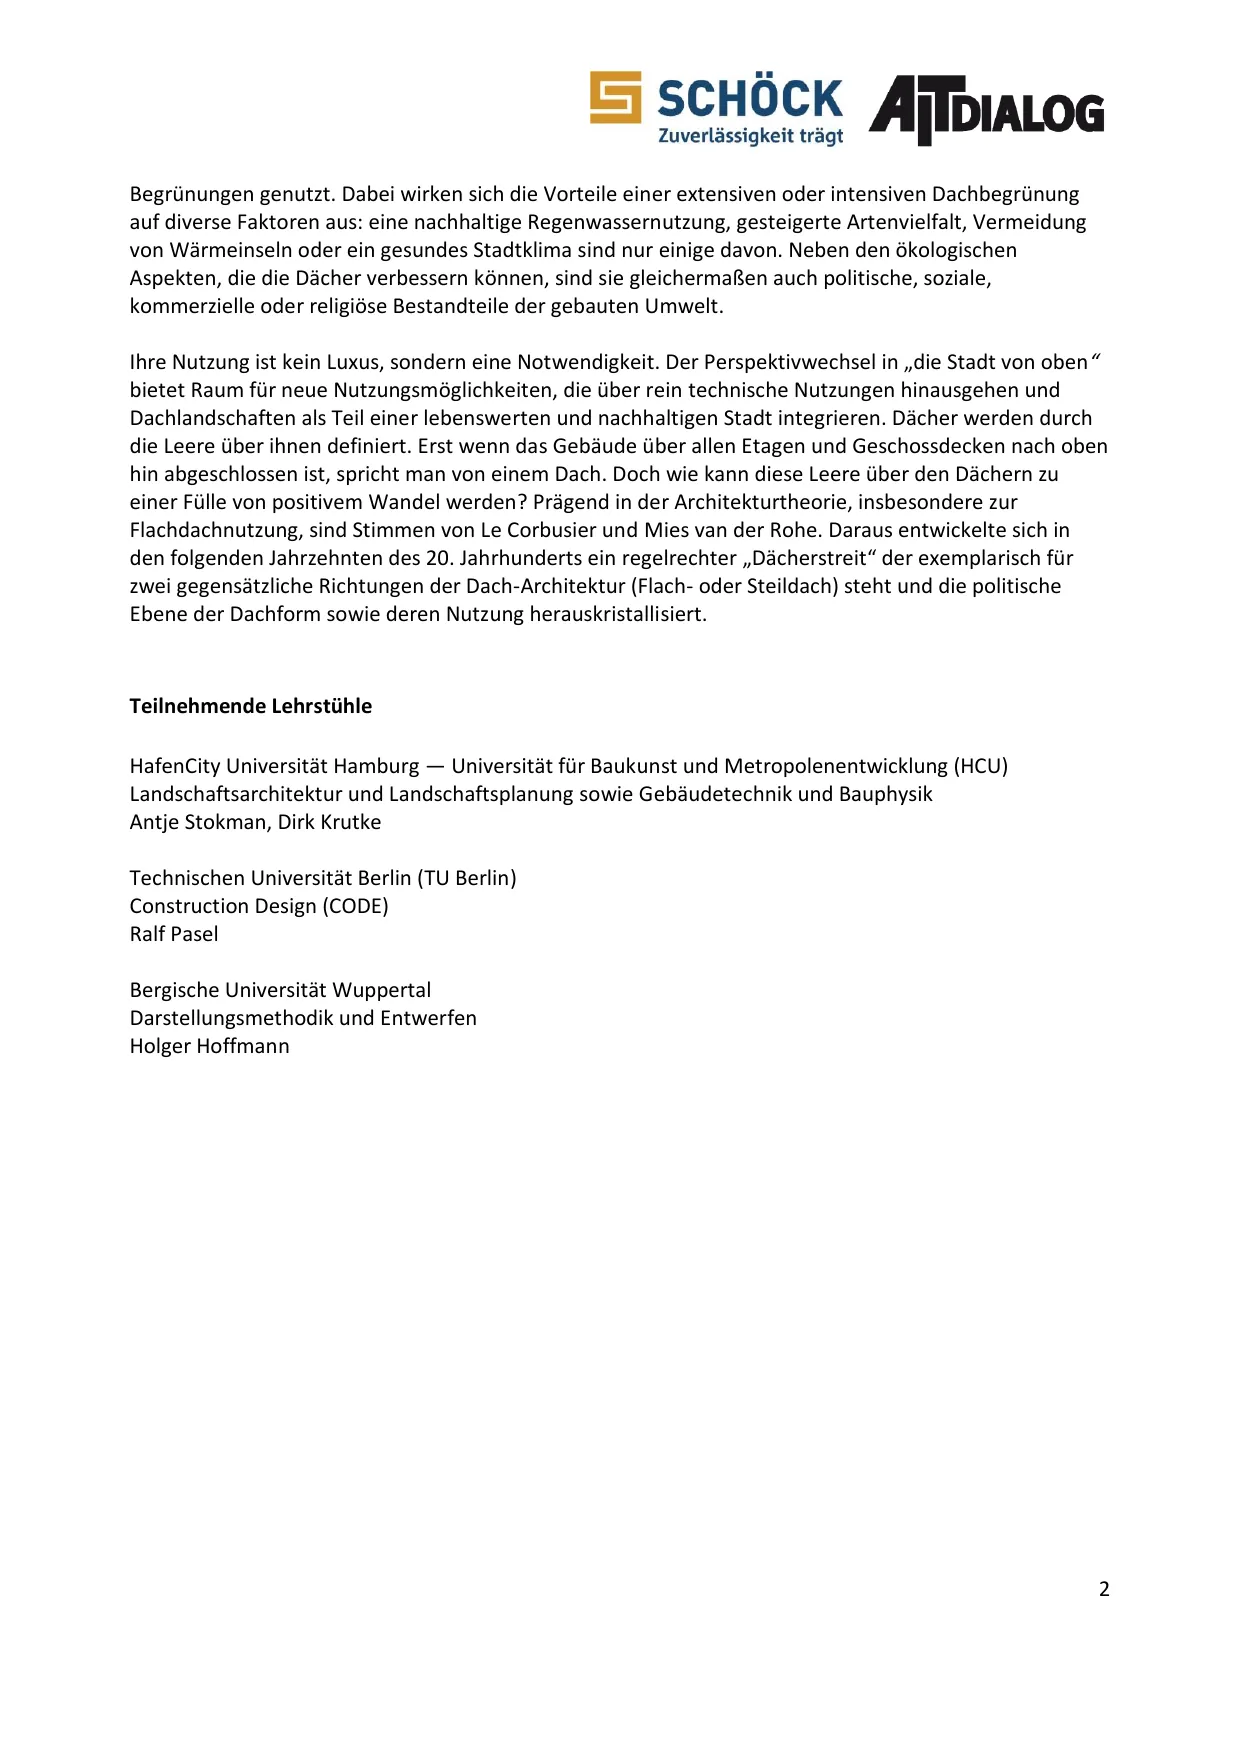 SCHÖCK
Zuverlässigkeit trägt
AIT DIALOG
Begrünungen genutzt. Dabei wirken sich die Vorteile einer extensiven oder intensiven Dachbegrünung
auf diverse Faktoren aus: eine nachhaltige Regenwassernutzung, gesteigerte Artenvielfalt, Vermeidung
von Wärmeinseln oder ein gesundes Stadtklima sind nur einige davon. Neben den ökologischen
Aspekten, die die Dächer verbessern können, sind sie gleichermaßen auch politische, soziale,
kommerzielle oder religiöse Bestandteile der gebauten Umwelt.
Ihre Nutzung ist kein Luxus, sondern eine Notwendigkeit. Der Perspektivwechsel in „die Stadt von oben“
bietet Raum für neue Nutzungsmöglichkeiten, die über rein technische Nutzungen hinausgehen und
Dachlandschaften als Teil einer lebenswerten und nachhaltigen Stadt integrieren. Dächer werden durch
die Leere über ihnen definiert. Erst wenn das Gebäude über allen Etagen und Geschossdecken nach oben
hin abgeschlossen ist, spricht man von einem Dach. Doch wie kann diese Leere über den Dächern zu
einer Fülle von positivem Wandel werden? Prägend in der Architekturtheorie, insbesondere zur
Flachdachnutzung, sind Stimmen von Le Corbusier und Mies van der Rohe. Daraus entwickelte sich in
den folgenden Jahrzehnten des 20. Jahrhunderts ein regelrechter „Dächerstreit“ der exemplarisch für
zwei gegensätzliche Richtungen der Dach-Architektur (Flach- oder Steildach) steht und die politische
Ebene der Dachform sowie deren Nutzung herauskristallisiert.
Teilnehmende Lehrstühle
HafenCity Universität Hamburg — Universität für Baukunst und Metropolenentwicklung (HCU)
Landschaftsarchitektur und Landschaftsplanung sowie Gebäudetechnik und Bauphysik
Antje Stokman, Dirk Krutke
Technischen Universität Berlin (TU Berlin)
Construction Design (CODE)
Ralf Pasel
Bergische Universität Wuppertal
Darstellungsmethodik und Entwerfen
Holger Hoffmann
2